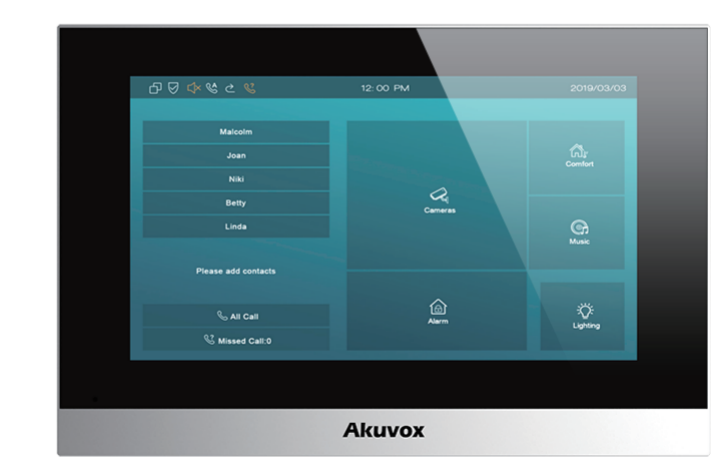 12:00 PM
2019/03/03
Malcolm
Joan
Niki
Betty
Linda
Please add contacts
All Call
Missed Call:0
Cameras
Alarm
Comfort
Music
Lighting
Akuvox